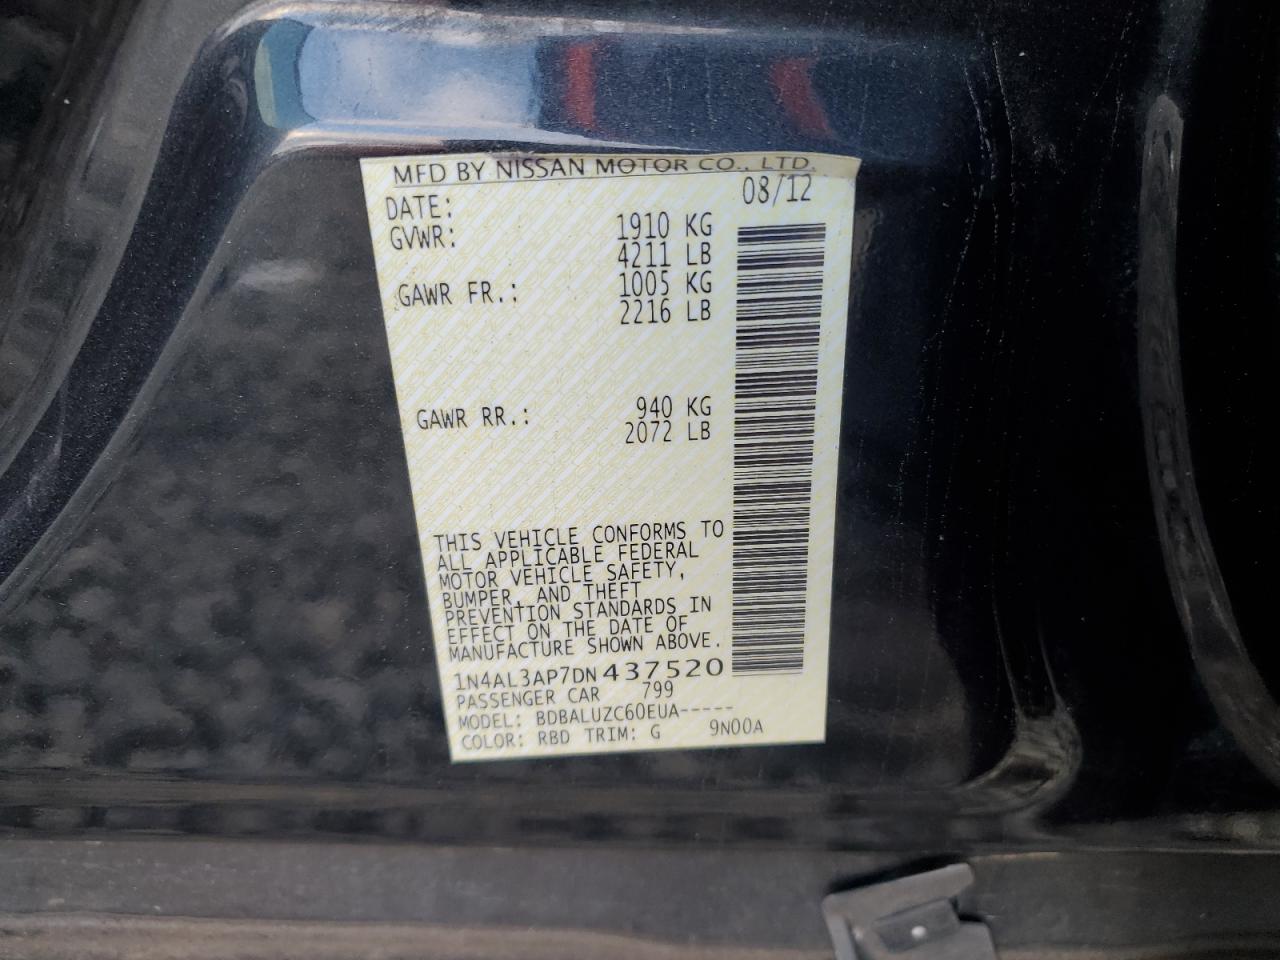 MFD BY NISSAN MOTOR CO., LTD.
DATE: 08/12
GVWR: 1910 KG
4211 LB
GAWR FR.: 1005 KG
2216 LB
GAWR RR.: 940 KG
2072 LB
THIS VEHICLE CONFORMS TO
ALL APPLICABLE FEDERAL
MOTOR VEHICLE SAFETY,
BUMPER, AND THEFT
PREVENTION STANDARDS IN
EFFECT ON THE DATE OF
MANUFACTURE SHOWN ABOVE.
1N4AL3AP7DN437520
PASSENGER CAR 799
MODEL: BDBALUZC60EUA-----
COLOR: RBD TRIM: G 9N00A